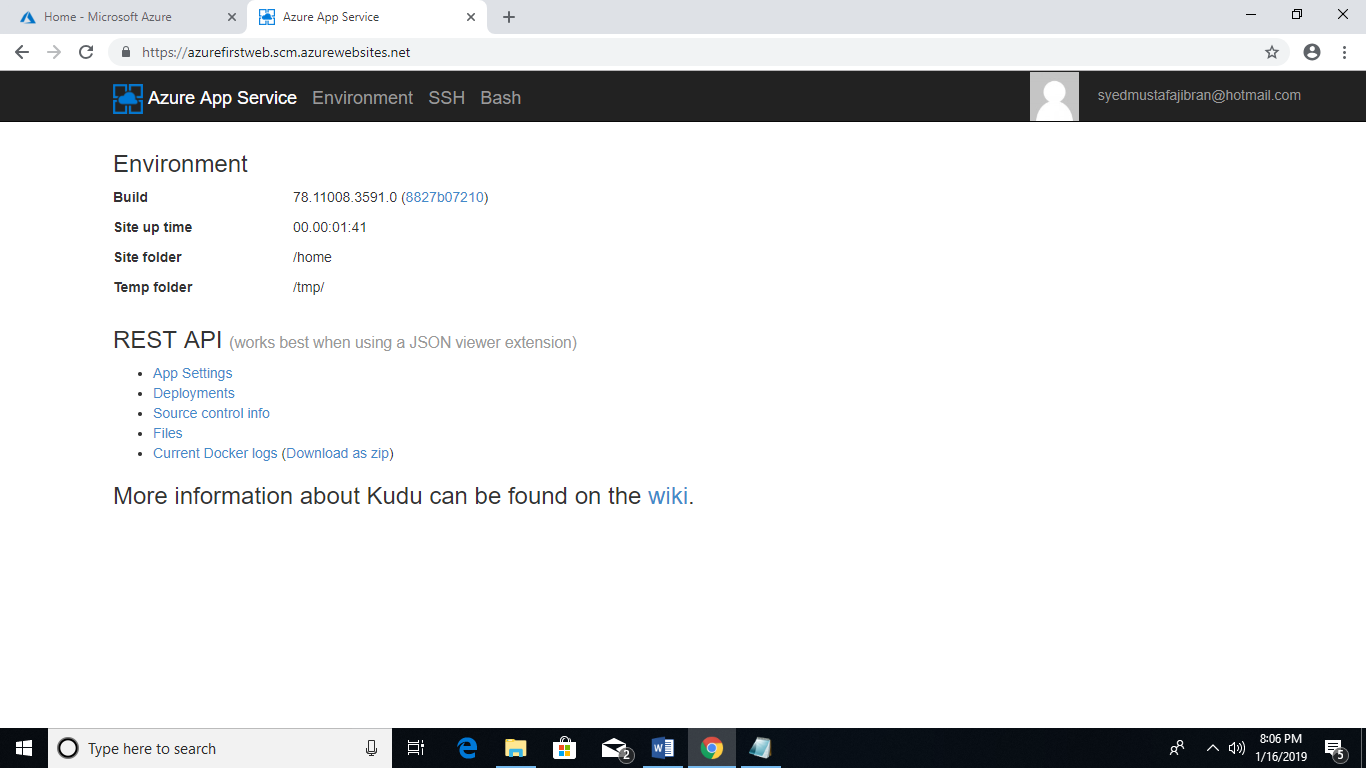 Home - Microsoft Azure
Azure App Service
https://azurefirstweb.scm.azurewebsites.net
Azure App Service Environment SSH Bash
syedmustafajibran@hotmail.com
Environment
Build 78.11008.3591.0 (8827b07210)
Site up time 00.00:01:41
Site folder /home
Temp folder /tmp/
REST API (works best when using a JSON viewer extension)
• App Settings
• Deployments
• Source control info
• Files
• Current Docker logs (Download as zip)
More information about Kudu can be found on the wiki.
Type here to search
2
8:06 PM
1/16/2019
5